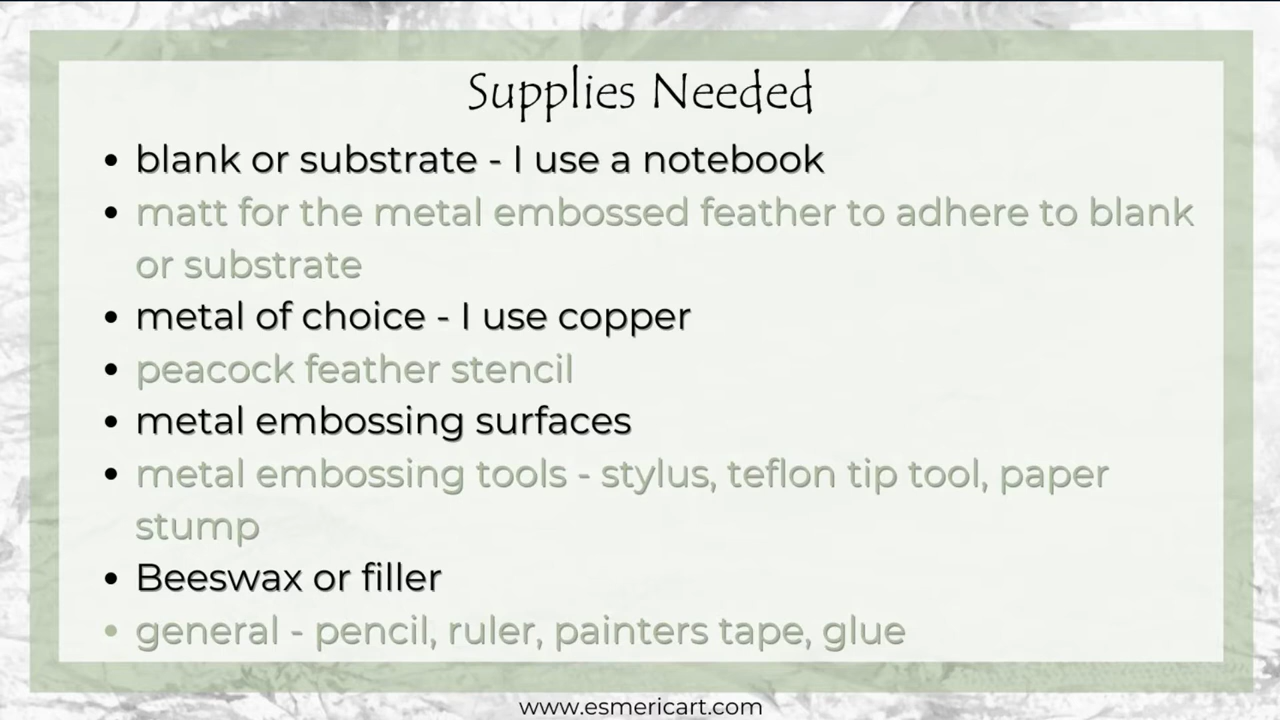 Supplies Needed
• blank or substrate - I use a notebook
• matt for the metal embossed feather to adhere to blank
or substrate
• metal of choice - I use copper
• peacock feather stencil
• metal embossing surfaces
• metal embossing tools - stylus, teflon tip tool, paper
stump
• Beeswax or filler
• general - pencil, ruler, painters tape, glue
www.esmericart.com